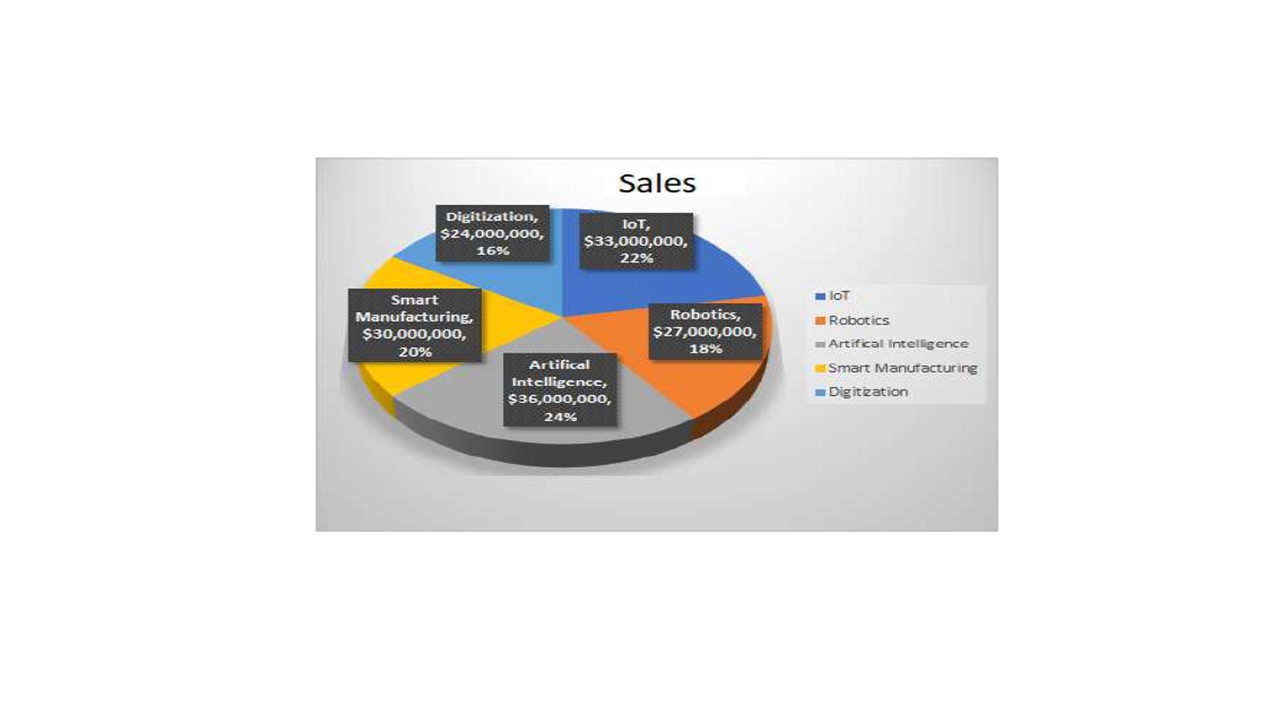 Sales
Digitization,
$24,000,000,
16%
IoT,
$33,000,000,
22%
Smart
Manufacturing,
$30,000,000,
20%
Robotics,
$27,000,000,
18%
Artifical
Intelligence,
$36,000,000,
24%
IoT
Robotics
Artifical Intelligence
Smart Manufacturing
Digitization